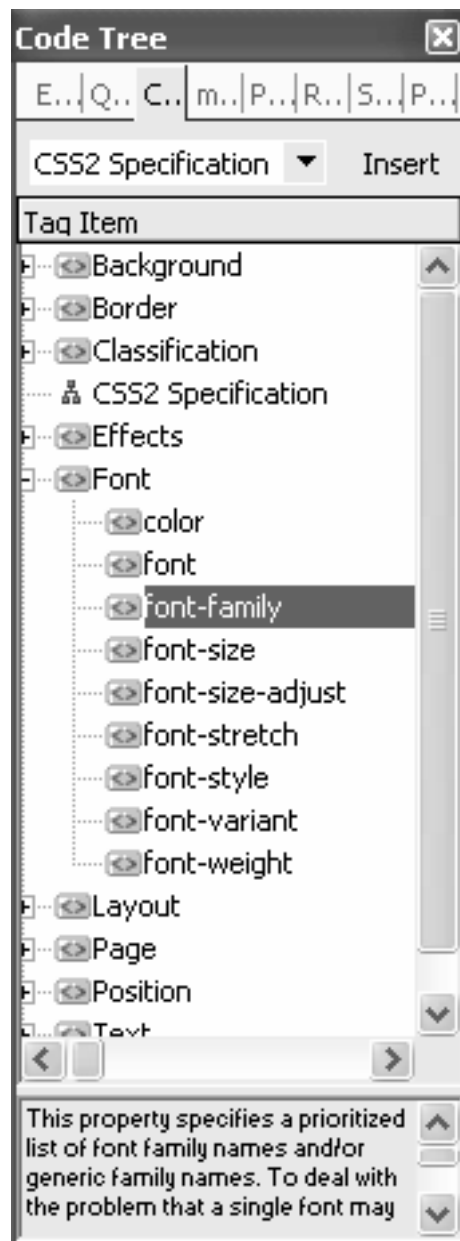 Code Tree
E... Q.. C.. m.. P... R.. S... P...
CSS2 Specification Insert
Tag Item
Background
Border
Classification
CSS2 Specification
Effects
Font
color
font
font-family
font-size
font-size-adjust
font-stretch
font-style
font-variant
font-weight
Layout
Page
Position
Text
This property specifies a prioritized
list of font family names and/or
generic family names. To deal with
the problem that a single font may